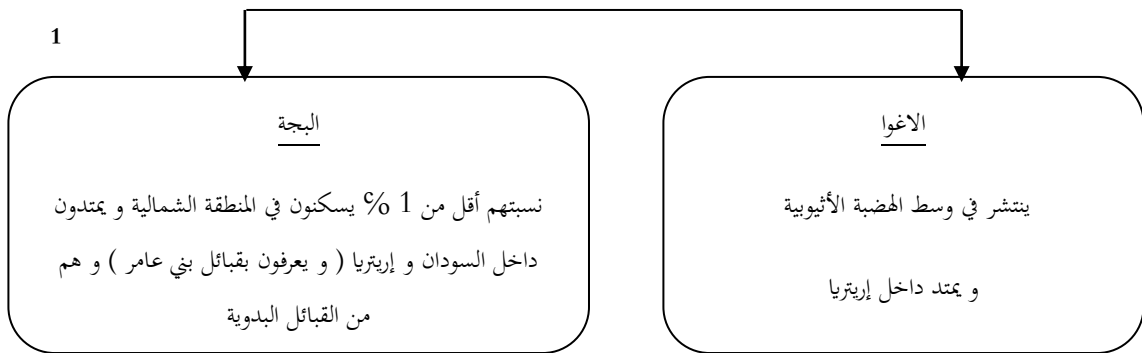 1
الاغوا
ينتشر في وسط الهضبة الأثيوبية
و يمتد داخل إريتريا
البجة
نسبتهم أقل من 1 % يسكنون في المنطقة الشمالية و يمتدون
داخل السودان و إريتريا ( و يعرفون بقبائل بني عامر ) و هم
من القبائل البدوية